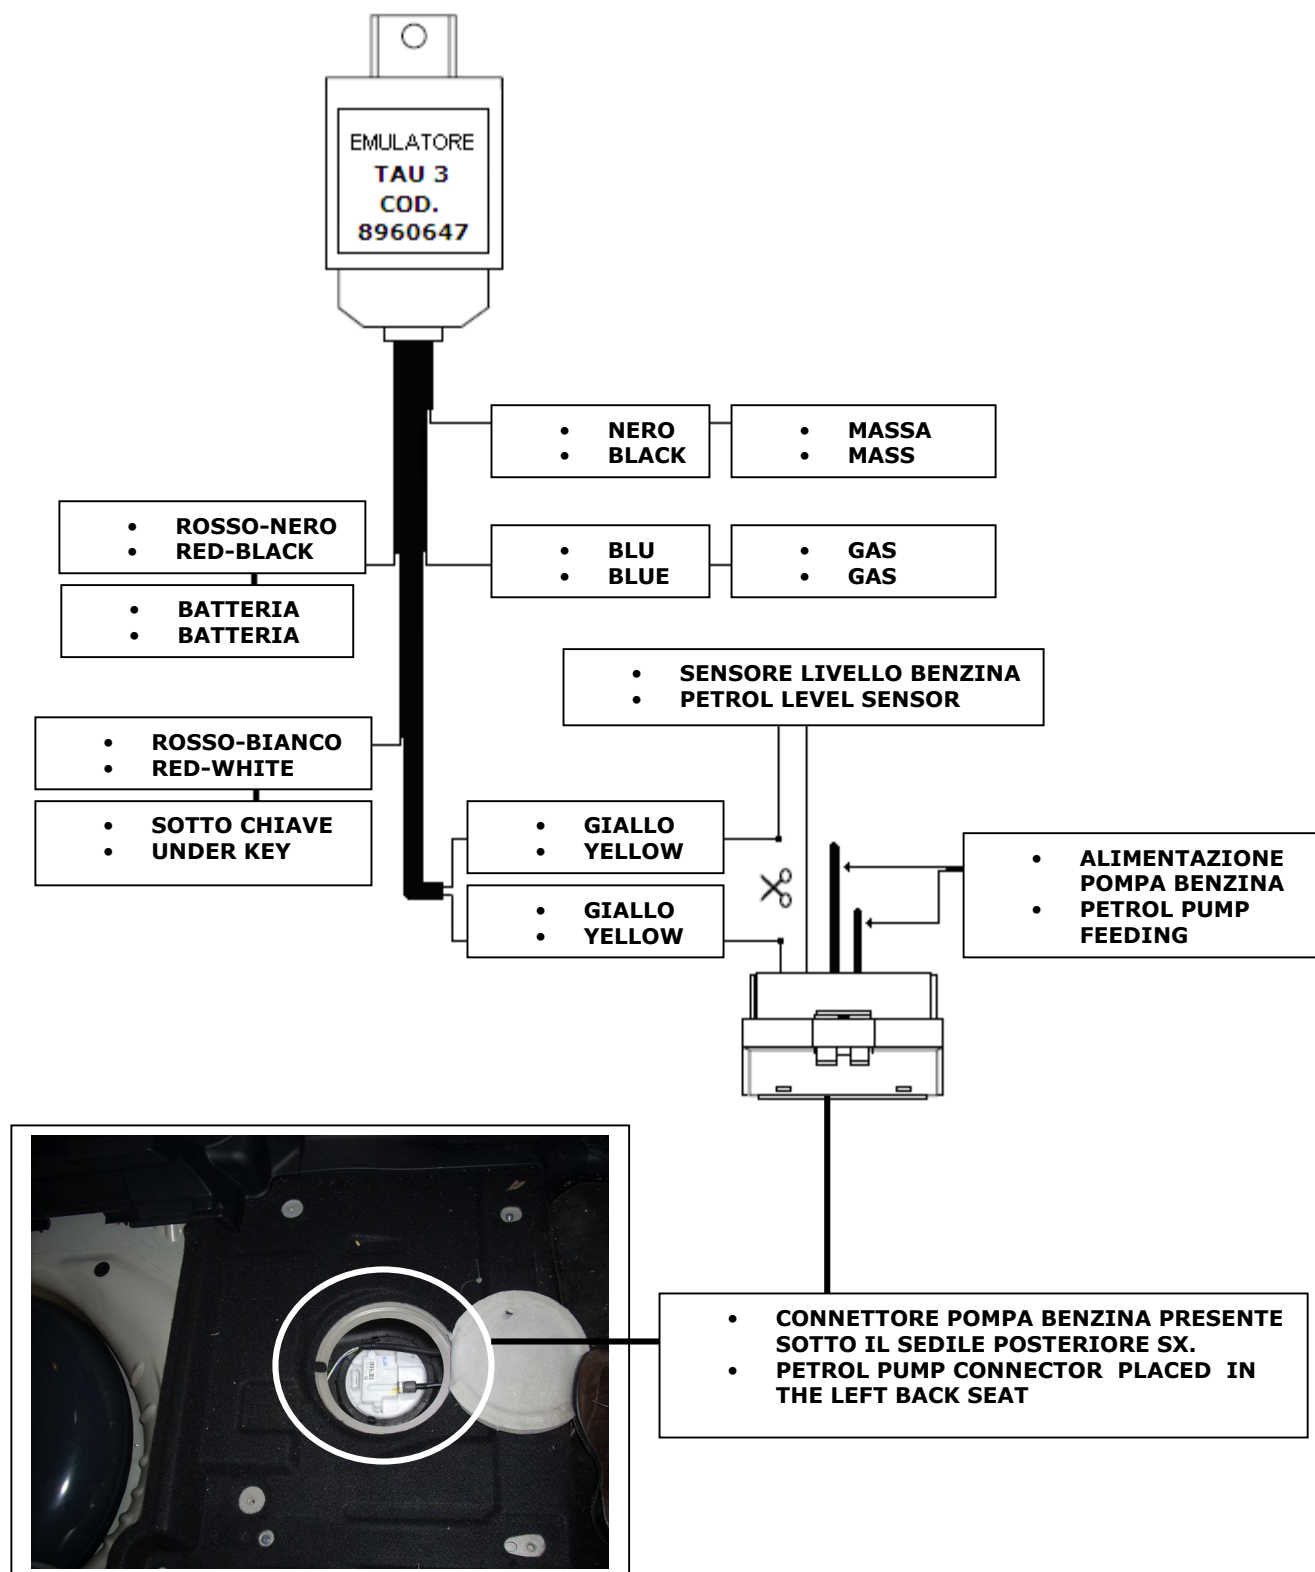 EMULATORE
TAU 3
COD.
8960647
• NERO
• BLACK
• MASSA
• MASS
• ROSSO-NERO
• RED-BLACK
• BATTERIA
• BATTERIA
• BLU
• BLUE
• GAS
• GAS
• SENSORE LIVELLO BENZINA
• PETROL LEVEL SENSOR
• ROSSO-BIANCO
• RED-WHITE
• SOTTO CHIAVE
• UNDER KEY
• GIALLO
• YELLOW
• GIALLO
• YELLOW
• ALIMENTAZIONE
POMPA BENZINA
• PETROL PUMP
FEEDING
• CONNETTORE POMPA BENZINA PRESENTE
SOTTO IL SEDILE POSTERIORE SX.
• PETROL PUMP CONNECTOR PLACED IN
THE LEFT BACK SEAT